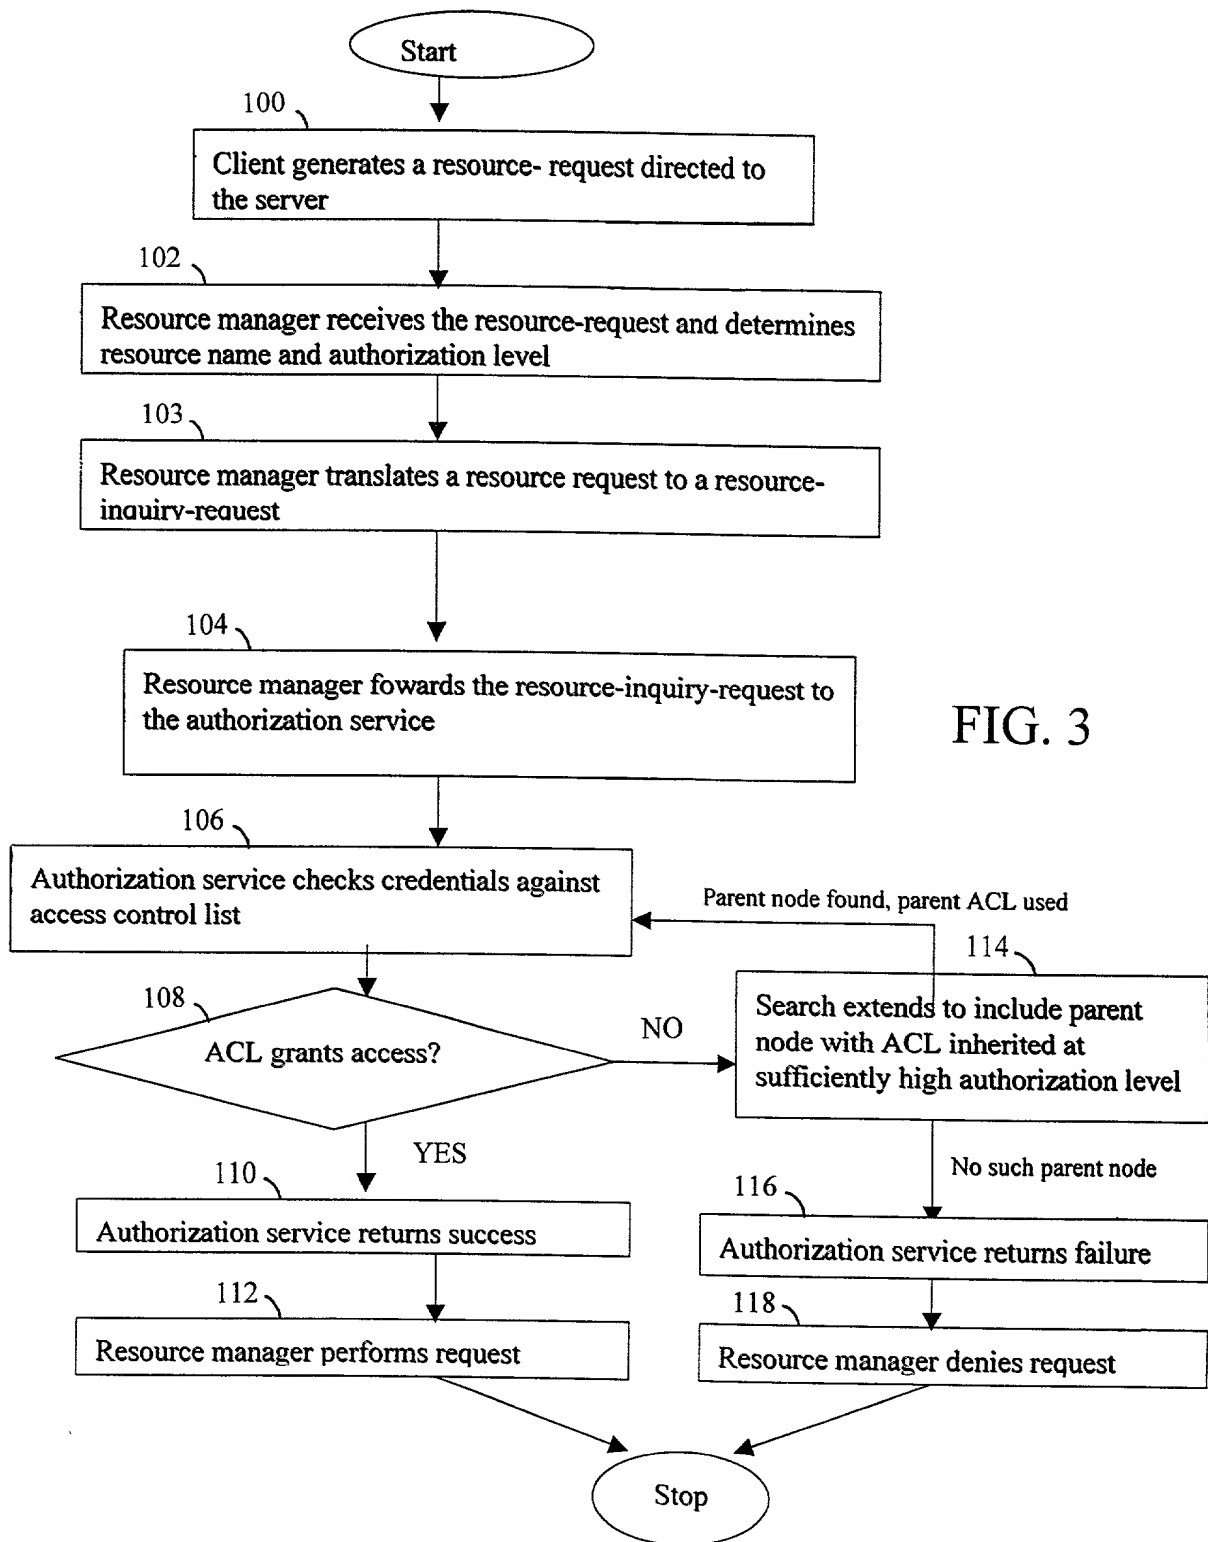 Start
100
Client generates a resource- request directed to
the server
102
Resource manager receives the resource-request and determines
resource name and authorization level
103
Resource manager translates a resource request to a resource-
inquiry-request
104
Resource manager fowards the resource-inquiry-request to
the authorization service
FIG. 3
106
Authorization service checks credentials against
access control list
Parent node found, parent ACL used
114
Search extends to include parent
node with ACL inherited at
sufficiently high authorization level
108
ACL grants access?
NO
YES
No such parent node
110
Authorization service returns success
116
Authorization service returns failure
112
Resource manager performs request
118
Resource manager denies request
Stop